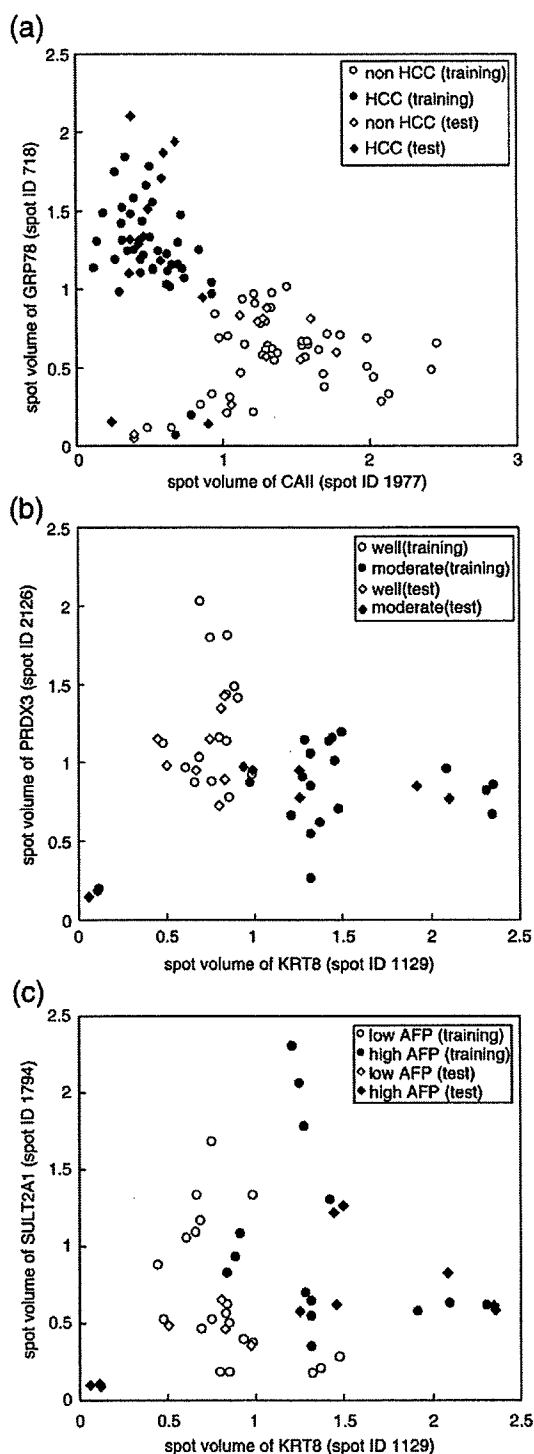 (a)
2.5
2
1.5
1
0.5
0
0
1
2
3
spot volume of GRP78 (spot ID 718)
spot volume of CAII (spot ID 1977)
non HCC (training)
HCC (training)
non HCC (test)
HCC (test)
(b)
2.5
2
1.5
1
0.5
0
0
0.5
1
1.5
2
2.5
spot volume of PRDX3 (spot ID 2126)
spot volume of KRT8 (spot ID 1129)
well(training)
moderate(training)
well(test)
moderate(test)
(c)
2.5
2
1.5
1
0.5
0
0
0.5
1
1.5
2
2.5
spot volume of SULT2A1 (spot ID 1794)
spot volume of KRT8 (spot ID 1129)
low AFP (training)
high AFP (training)
low AFP (test)
high AFP (test)